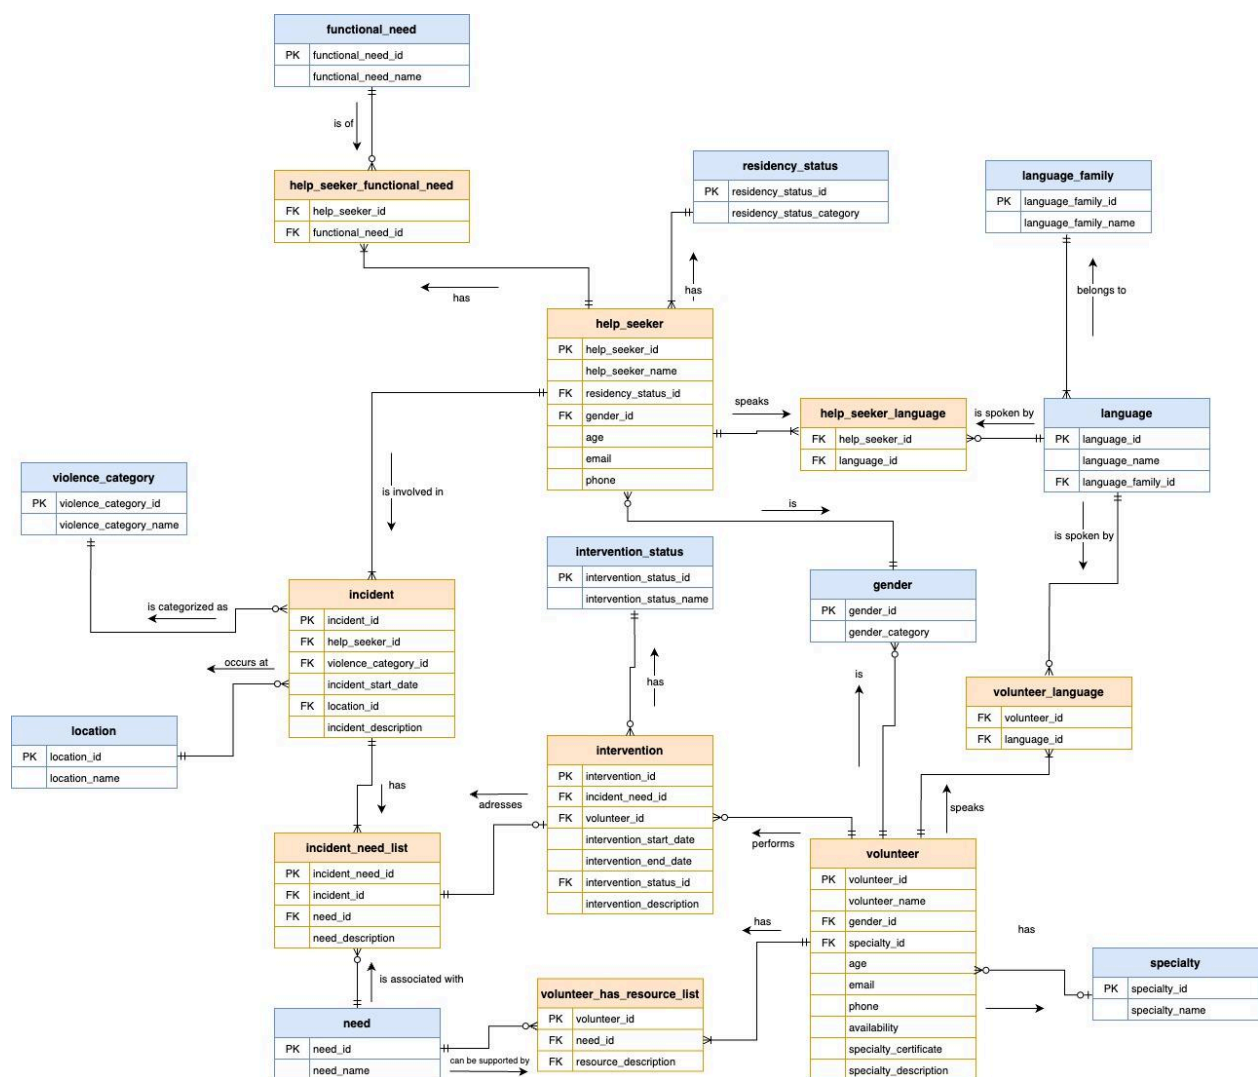 functional_need
PK functional_need_id
functional_need_name
is of
help_seeker_functional_need
FK help_seeker_id
FK functional_need_id
has
residency_status
PK residency_status_id
residency_status_category
has
language_family
PK language_family_id
language_family_name
belongs to
help_seeker
PK help_seeker_id
help_seeker_name
FK residency_status_id
FK gender_id
age
email
phone
speaks
help_seeker_language
FK help_seeker_id
FK language_id
is spoken by
language
PK language_id
language_name
FK language_family_id
is spoken by
violence_category
PK violence_category_id
violence_category_name
is involved in
is
intervention_status
PK intervention_status_id
intervention_status_name
has
gender
PK gender_id
gender_category
is
is categorized as
occurs at
incident
PK incident_id
FK help_seeker_id
FK violence_category_id
incident_start_date
FK location_id
incident_description
location
PK location_id
location_name
has
volunteer_language
FK volunteer_id
FK language_id
speaks
intervention
PK intervention_id
FK incident_need_id
FK volunteer_id
intervention_start_date
intervention_end_date
FK intervention_status_id
intervention_description
adresses
performs
incident_need_list
PK incident_need_id
FK incident_id
FK need_id
need_description
is associated with
volunteer
PK volunteer_id
volunteer_name
FK gender_id
FK specialty_id
age
email
phone
availability
specialty_certificate
specialty_description
has
has
specialty
PK specialty_id
specialty_name
volunteer_has_resource_list
PK volunteer_id
FK need_id
FK resource_description
need
PK need_id
need_name
can be supported by